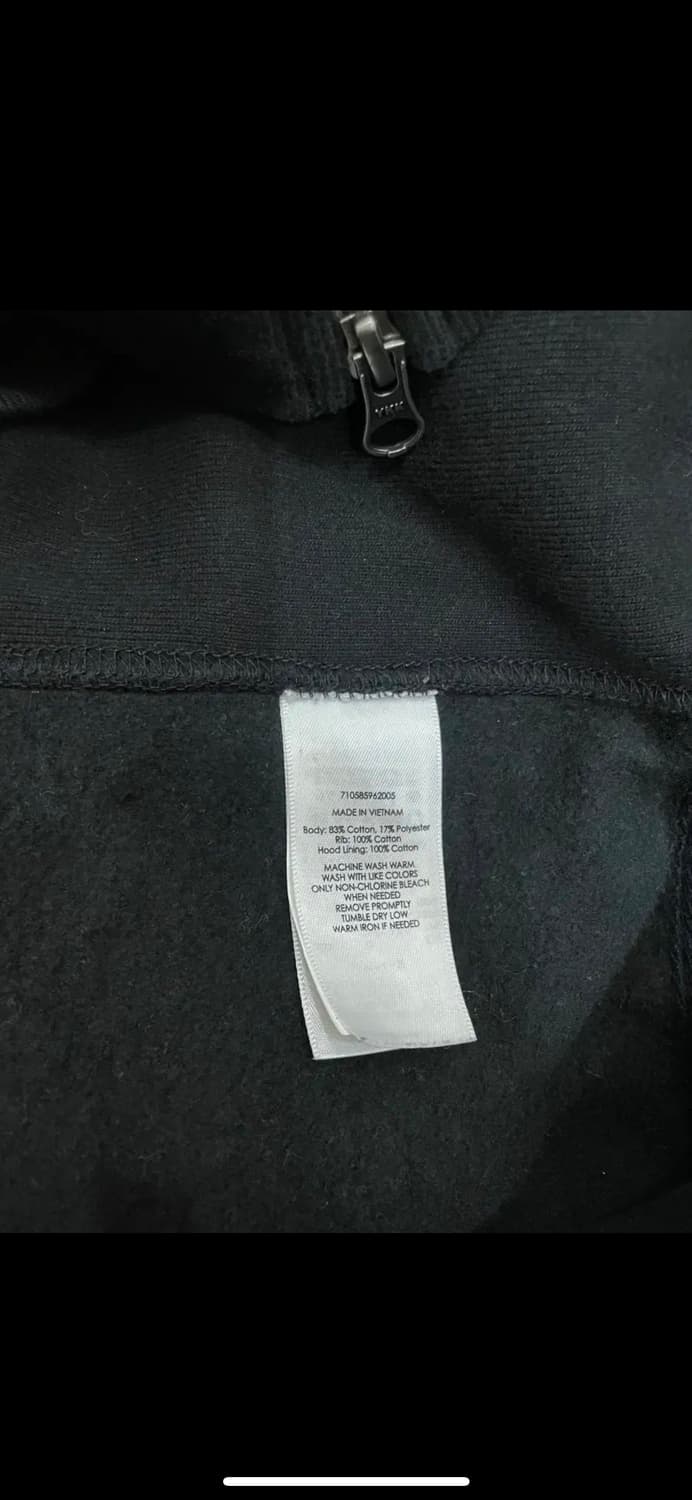 YKK
710585962005
MADE IN VIETNAM
Body: 83% Cotton, 17% Polyester
Rib: 100% Cotton
Hood Lining: 100% Cotton
MACHINE WASH WARM
WASH WITH LIKE COLORS
ONLY NON-CHLORINE BLEACH
WHEN NEEDED
REMOVE PROMPTLY
TUMBLE DRY LOW
WARM IRON IF NEEDED